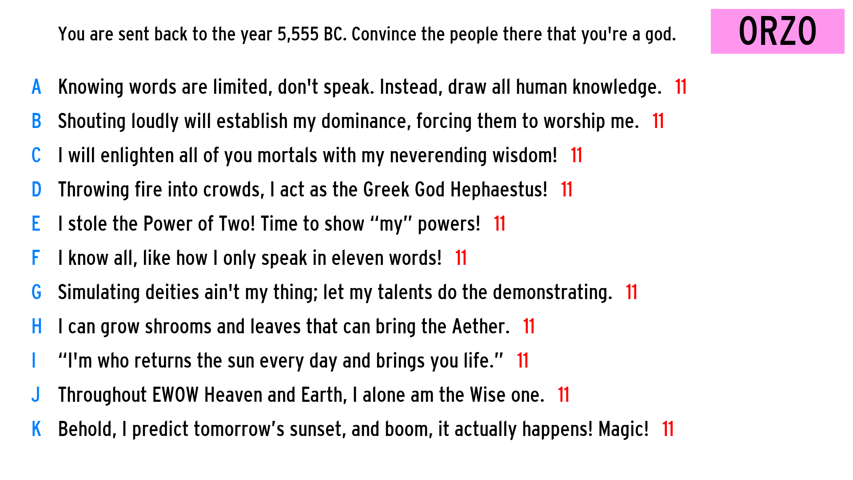 You are sent back to the year 5,555 BC. Convince the people there that you're a god.
ORZO
A Knowing words are limited, don't speak. Instead, draw all human knowledge. 11
B Shouting loudly will establish my dominance, forcing them to worship me. 11
C I will enlighten all of you mortals with my neverending wisdom! 11
D Throwing fire into crowds, I act as the Greek God Hephaestus! 11
E I stole the Power of Two! Time to show “my” powers! 11
F I know all, like how I only speak in eleven words! 11
G Simulating deities ain't my thing; let my talents do the demonstrating. 11
H I can grow shrooms and leaves that can bring the Aether. 11
I “I'm who returns the sun every day and brings you life.” 11
J Throughout EWOW Heaven and Earth, I alone am the Wise one. 11
K Behold, I predict tomorrow’s sunset, and boom, it actually happens! Magic! 11